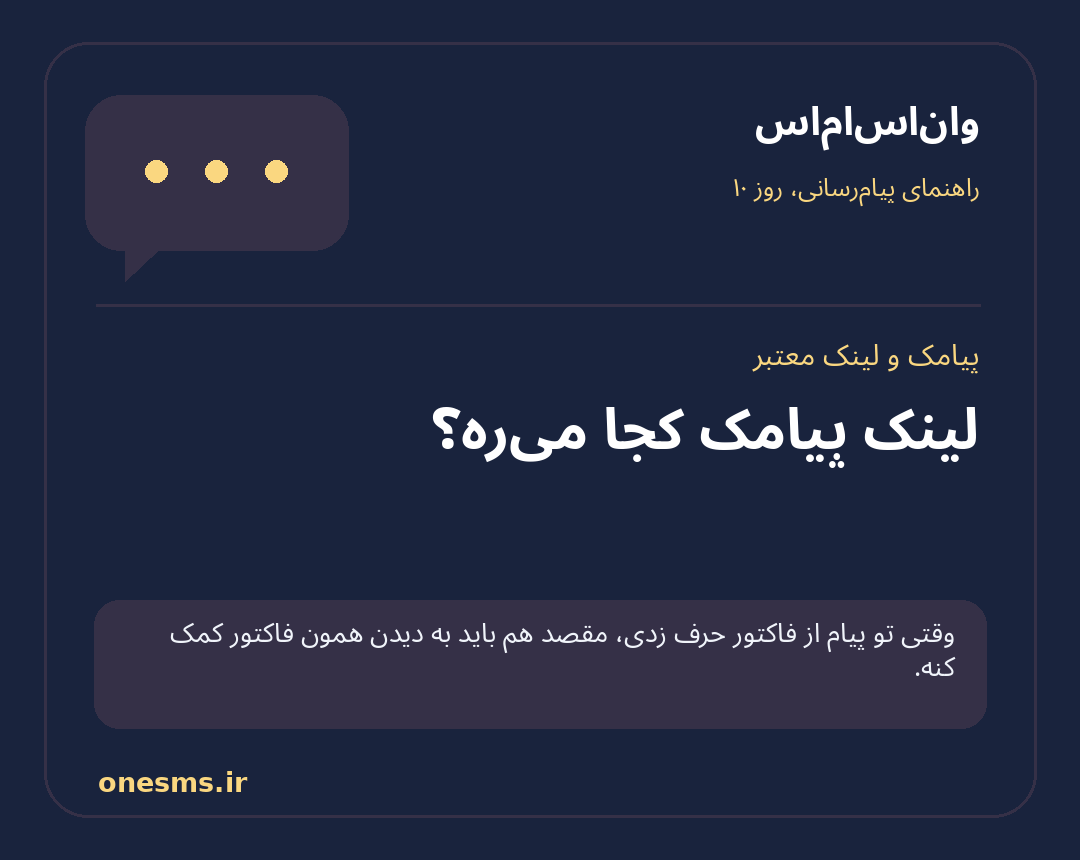 وان‌اس‌ام‌اس
راهنمای پیام‌رسانی، روز ۱۰
پیامک و لینک معتبر
لینک پیامک کجا می‌ره؟
وقتی تو پیام از فاکتور حرف زدی، مقصد هم باید به دیدن همون فاکتور کمک
کنه.
onesms.ir